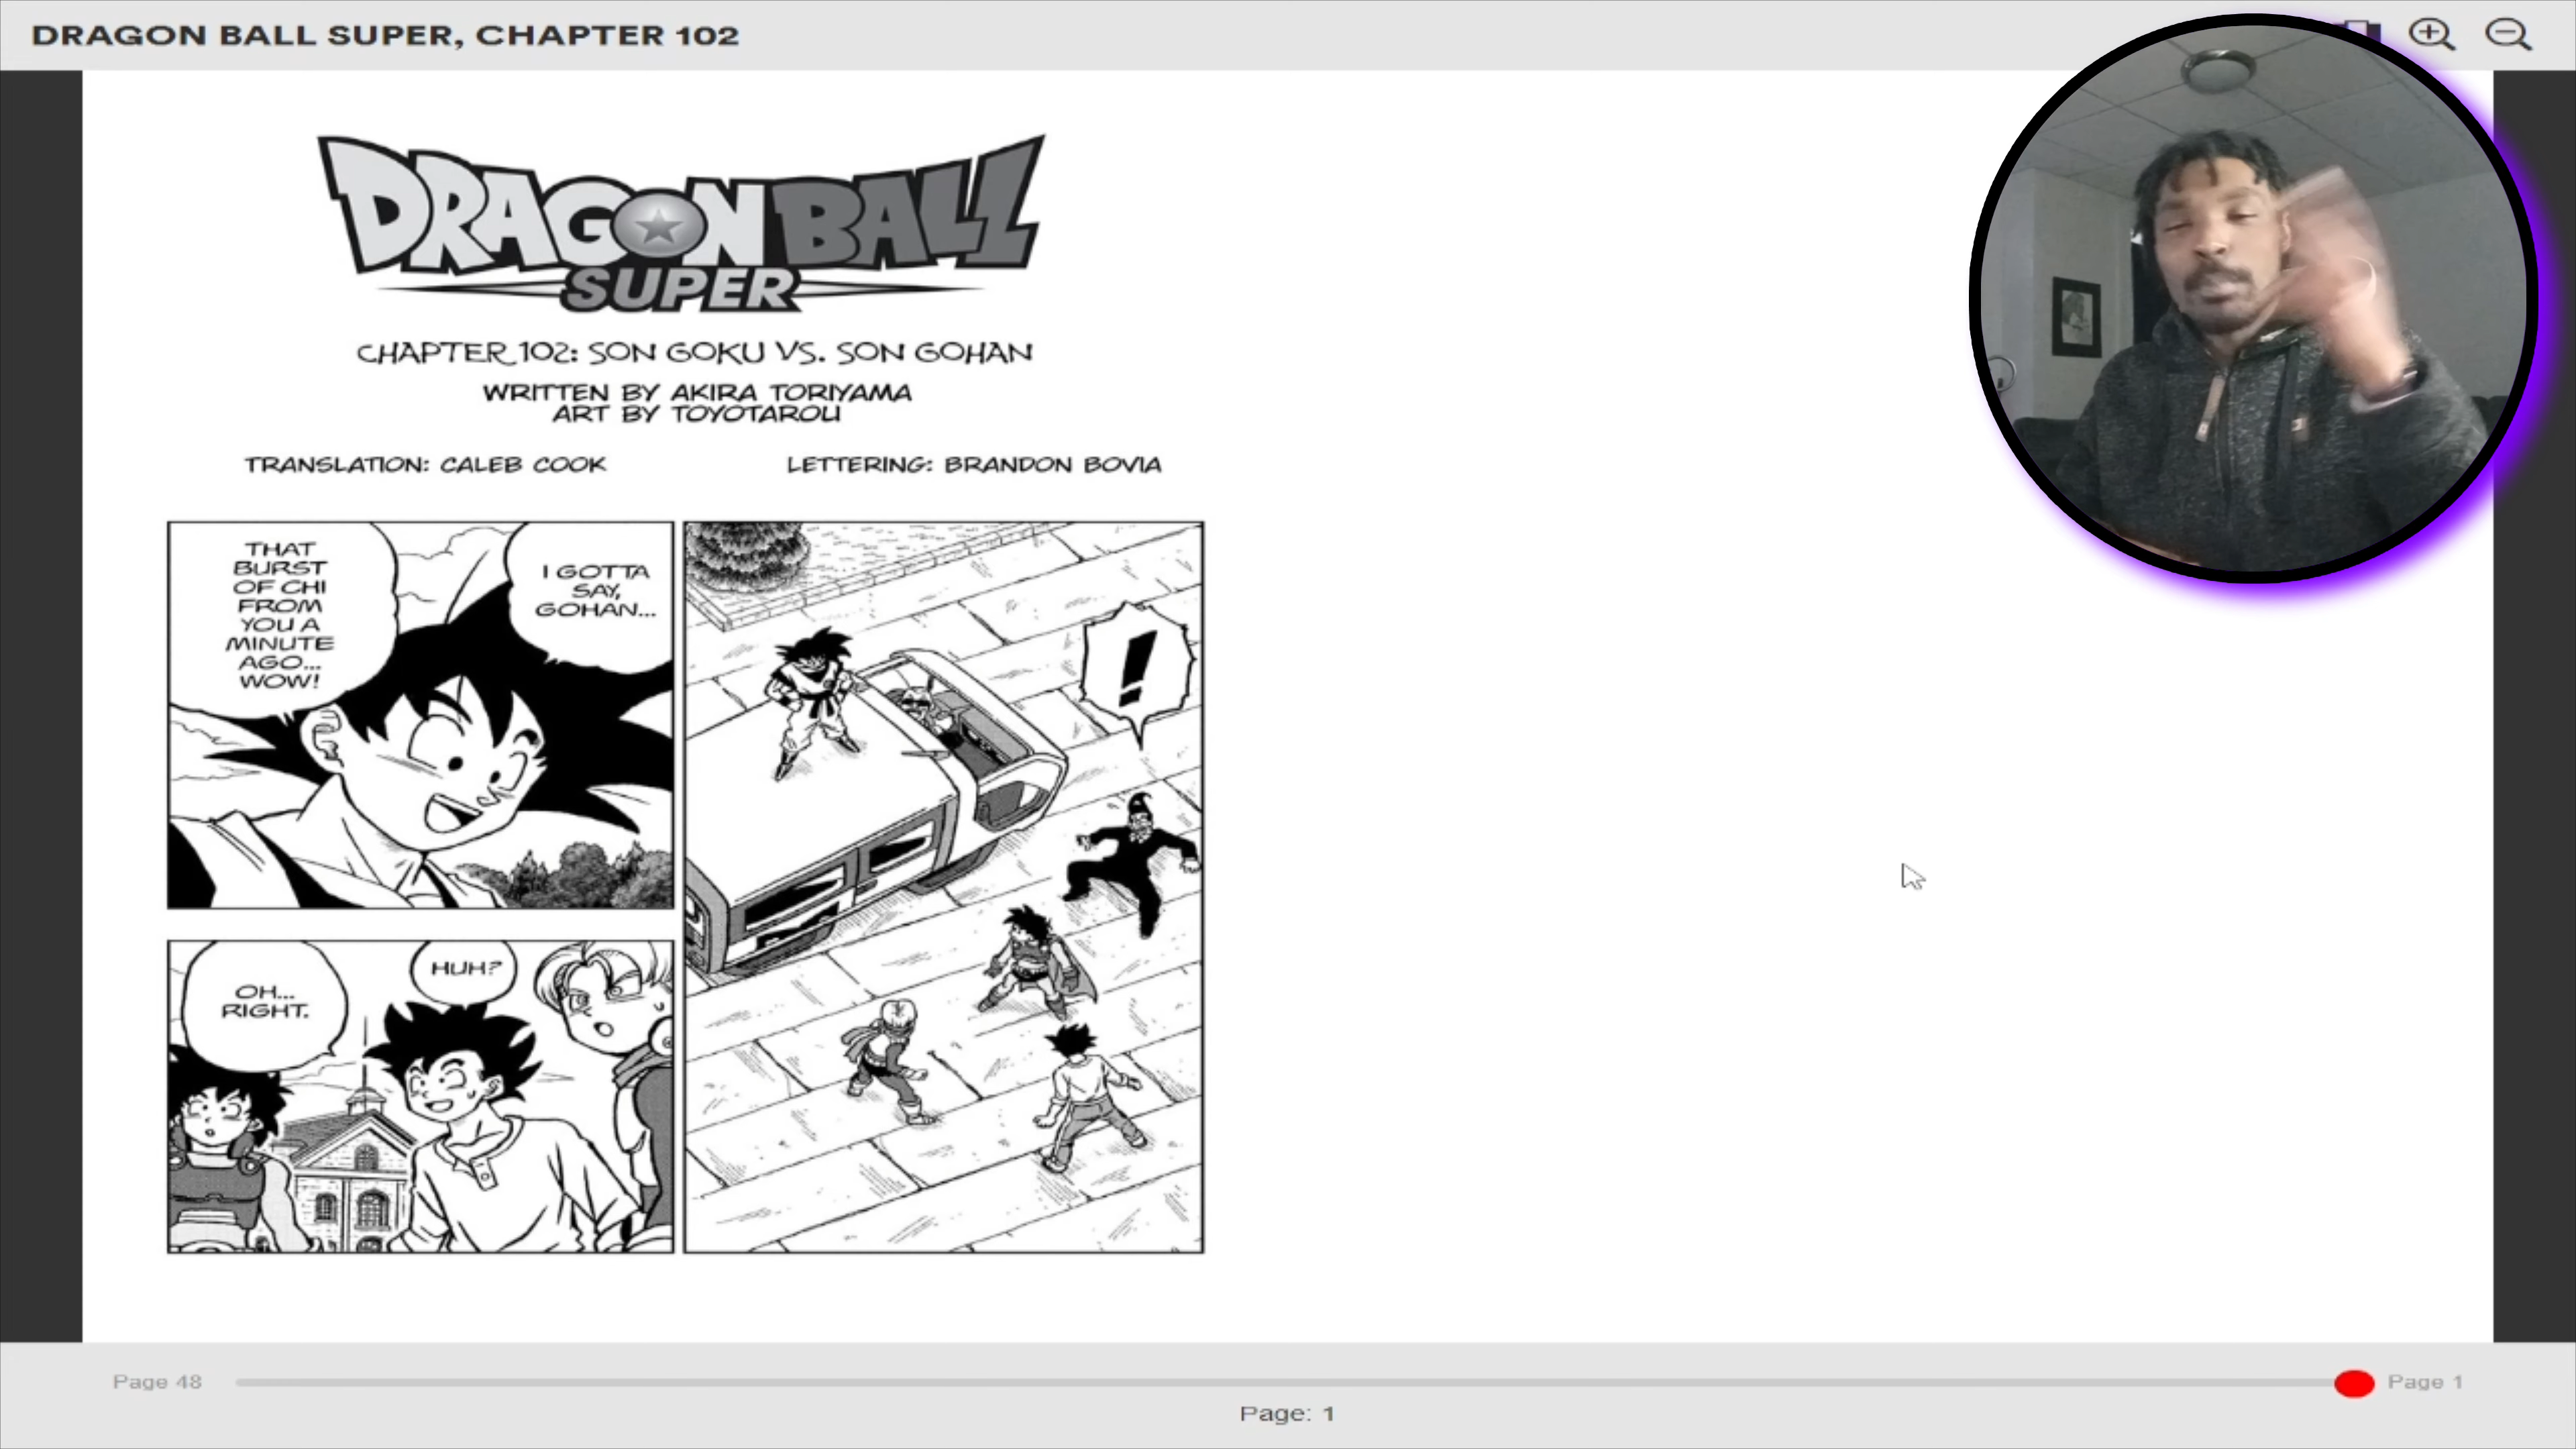 DRAGON BALL SUPER, CHAPTER 102
DRAGON BALL
SUPER
CHAPTER 102: SON GOKU VS. SON GOHAN
WRITTEN BY AKIRA TORIYAMA
ART BY TOYOTAROU
TRANSLATION: CALEB COOK
LETTERING: BRANDON BOVIA
!
I GOTTA
SAY,
GOHAN...
THAT
BURST
OF CHI
FROM
YOU A
MINUTE
AGO...
WOW!
HUH?
OH...
RIGHT.
Page 48
Page 1
Page: 1